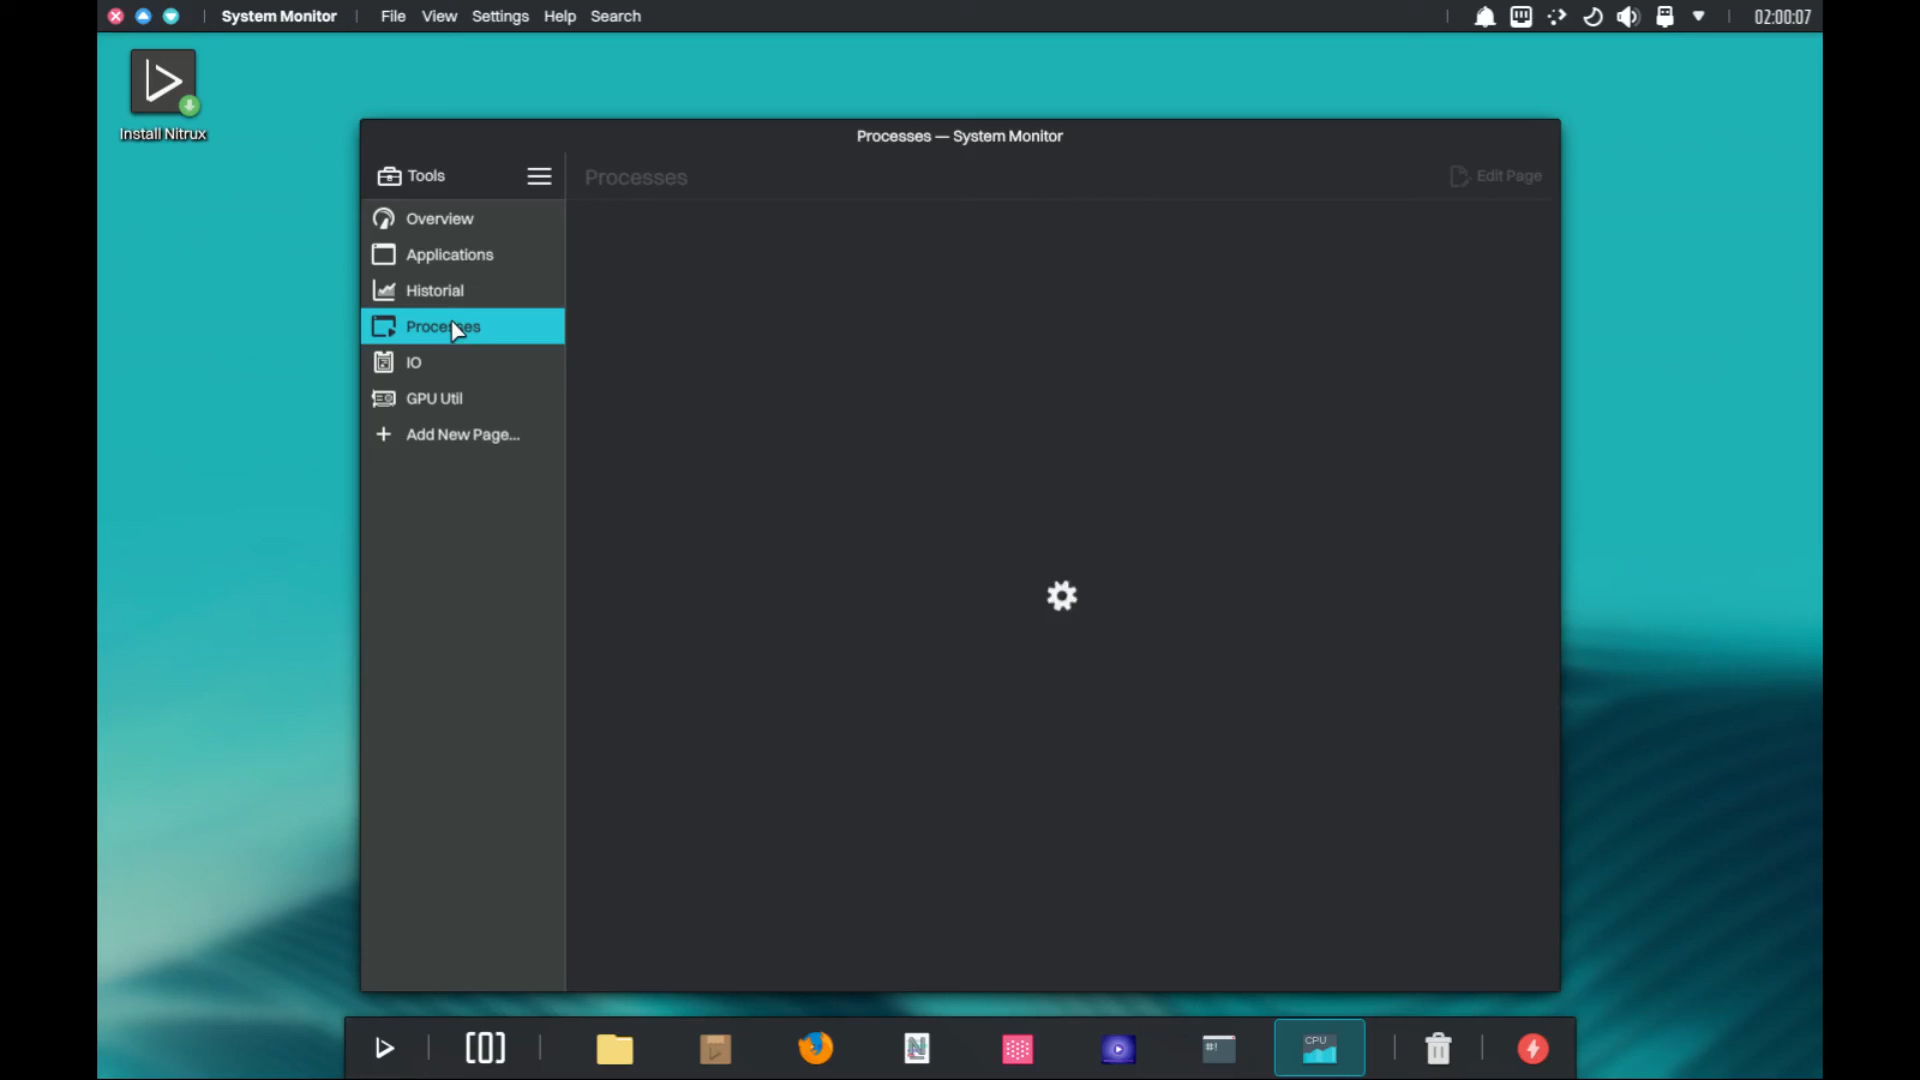 System Monitor File View Settings Help Search 02:00:07
Install Nitrux
Processes — System Monitor
Tools
Processes
Edit Page
Overview
Applications
Historial
Processes
IO
GPU Util
Add New Page...
#!
CPU